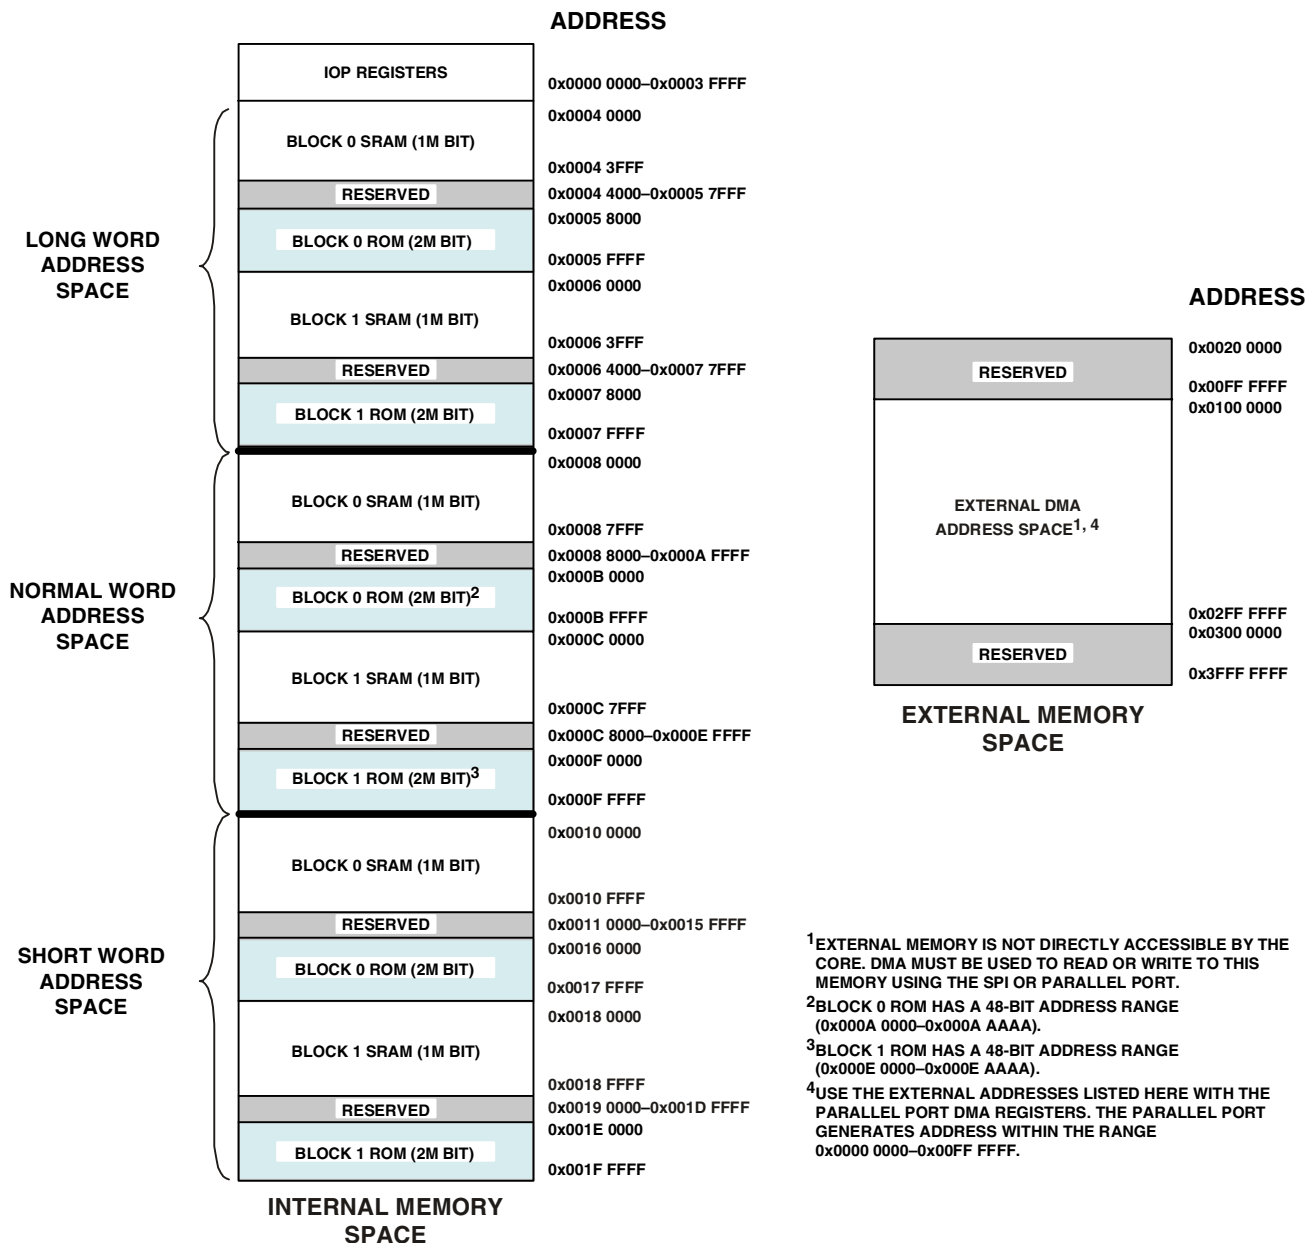 ADDRESS
IOP REGISTERS
0x0000 0000–0x0003 FFFF
0x0004 0000
BLOCK 0 SRAM (1M BIT)
0x0004 3FFF
RESERVED
0x0004 4000–0x0005 7FFF
0x0005 8000
BLOCK 0 ROM (2M BIT)
0x0005 FFFF
LONG WORD
ADDRESS
SPACE
0x0006 0000
BLOCK 1 SRAM (1M BIT)
0x0006 3FFF
RESERVED
0x0006 4000–0x0007 7FFF
0x0007 8000
BLOCK 1 ROM (2M BIT)
0x0007 FFFF
0x0008 0000
BLOCK 0 SRAM (1M BIT)
0x0008 7FFF
RESERVED
0x0008 8000–0x000A FFFF
0x000B 0000
BLOCK 0 ROM (2M BIT)2
0x000B FFFF
NORMAL WORD
ADDRESS
SPACE
0x000C 0000
BLOCK 1 SRAM (1M BIT)
0x000C 7FFF
RESERVED
0x000C 8000–0x000E FFFF
0x000F 0000
BLOCK 1 ROM (2M BIT)3
0x000F FFFF
0x0010 0000
BLOCK 0 SRAM (1M BIT)
0x0010 FFFF
RESERVED
0x0011 0000–0x0015 FFFF
0x0016 0000
BLOCK 0 ROM (2M BIT)
0x0017 FFFF
SHORT WORD
ADDRESS
SPACE
0x0018 0000
BLOCK 1 SRAM (1M BIT)
0x0018 FFFF
RESERVED
0x0019 0000–0x001D FFFF
0x001E 0000
BLOCK 1 ROM (2M BIT)
0x001F FFFF
INTERNAL MEMORY
SPACE
ADDRESS
0x0020 0000
RESERVED
0x00FF FFFF
0x0100 0000
EXTERNAL DMA
ADDRESS SPACE1, 4
0x02FF FFFF
0x0300 0000
RESERVED
0x3FFF FFFF
EXTERNAL MEMORY
SPACE
1EXTERNAL MEMORY IS NOT DIRECTLY ACCESSIBLE BY THE
CORE. DMA MUST BE USED TO READ OR WRITE TO THIS
MEMORY USING THE SPI OR PARALLEL PORT.
2BLOCK 0 ROM HAS A 48-BIT ADDRESS RANGE
(0x000A 0000–0x000A AAAA).
3BLOCK 1 ROM HAS A 48-BIT ADDRESS RANGE
(0x000E 0000–0x000E AAAA).
4USE THE EXTERNAL ADDRESSES LISTED HERE WITH THE
PARALLEL PORT DMA REGISTERS. THE PARALLEL PORT
GENERATES ADDRESS WITHIN THE RANGE
0x0000 0000–0x00FF FFFF.